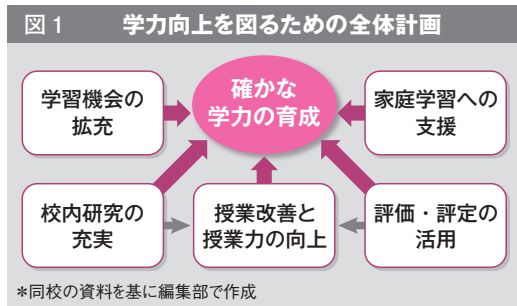 図1 学力向上を図るための全体計画
学習機会の
拡充
確かな
学力の育成
家庭学習への
支援
校内研究の
充実
授業改善と
授業力の向上
評価・評定の
活用
*同校の資料を基に編集部で作成